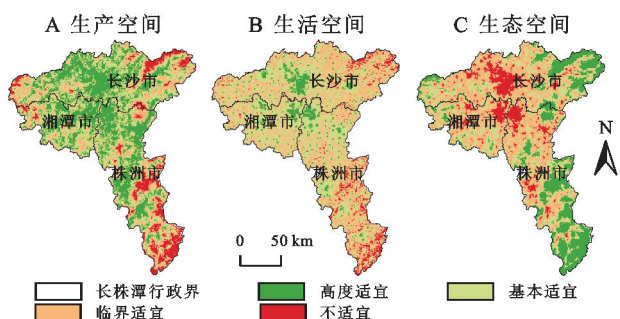 A 生产空间 B 生活空间 C 生态空间
长沙市 长沙市 长沙市
湘潭市 湘潭市 湘潭市
N
株洲市 株洲市 株洲市
0 50 km
长株潭行政界 高度适宜 基本适宜
临界适宜 不适宜